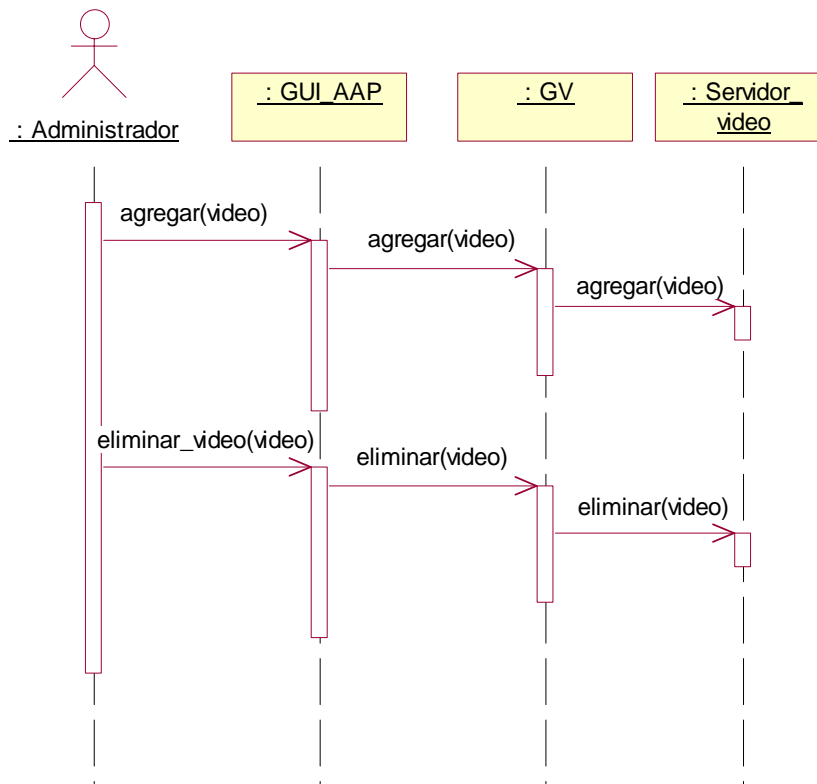 : GUI_AAP
: GV
: Servidor_
video
: Administrador
agregar(video)
agregar(video)
agregar(video)
eliminar_video(video)
eliminar(video)
eliminar(video)